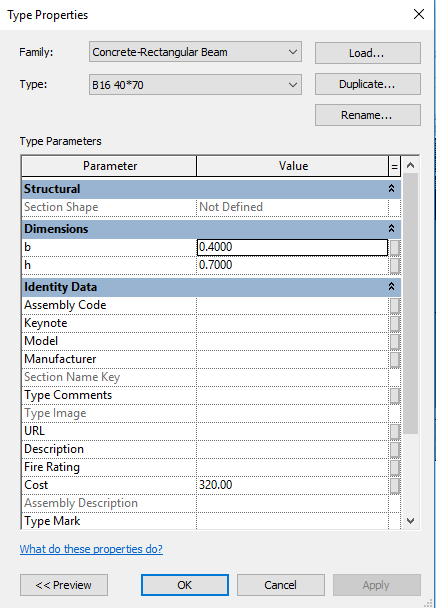 Type Properties
Family: Concrete-Rectangular Beam Load...
Type: B16 40*70 Duplicate...
Rename...
Type Parameters
Parameter Value =
Structural
Section Shape Not Defined
Dimensions
b 0.4000
h 0.7000
Identity Data
Assembly Code
Keynote
Model
Manufacturer
Section Name Key
Type Comments
Type Image
URL
Description
Fire Rating
Cost 320.00
Assembly Description
Type Mark
What do these properties do?
<< Preview OK Cancel Apply